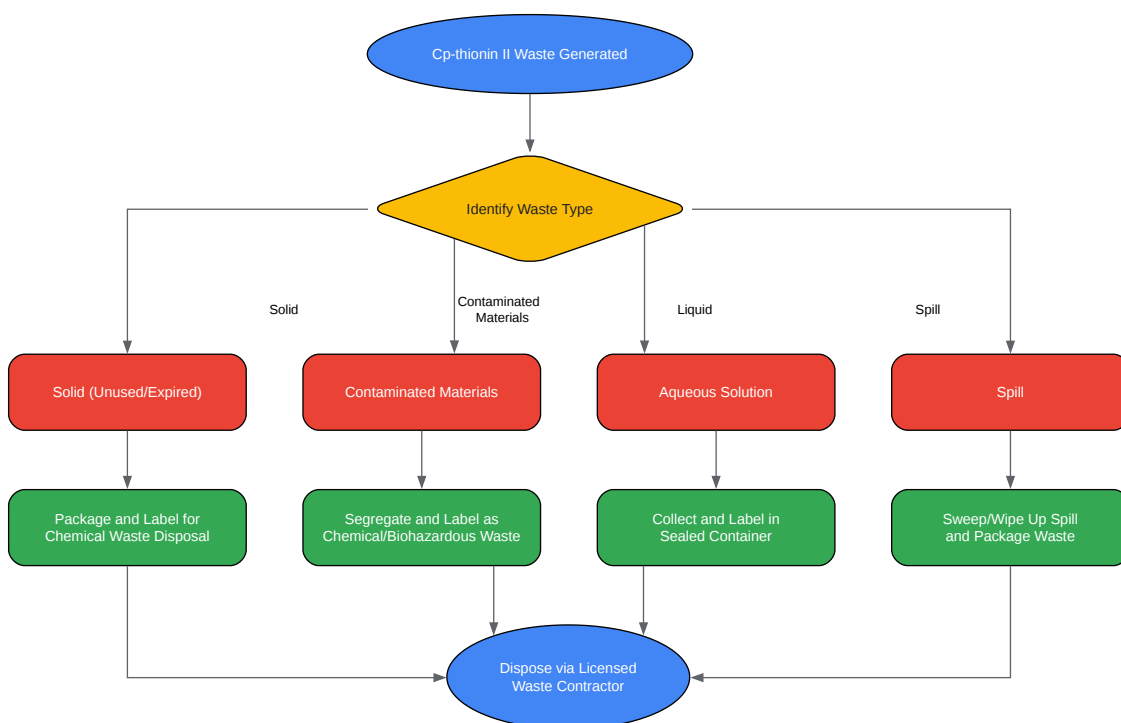 Cp-thionin II Waste Generated
Identify Waste Type
Solid
Contaminated
Materials
Liquid
Spill
Solid (Unused/Expired)
Contaminated Materials
Aqueous Solution
Spill
Package and Label for
Chemical Waste Disposal
Segregate and Label as
Chemical/Biohazardous Waste
Collect and Label in
Sealed Container
Sweep/Wipe Up Spill
and Package Waste
Dispose via Licensed
Waste Contractor